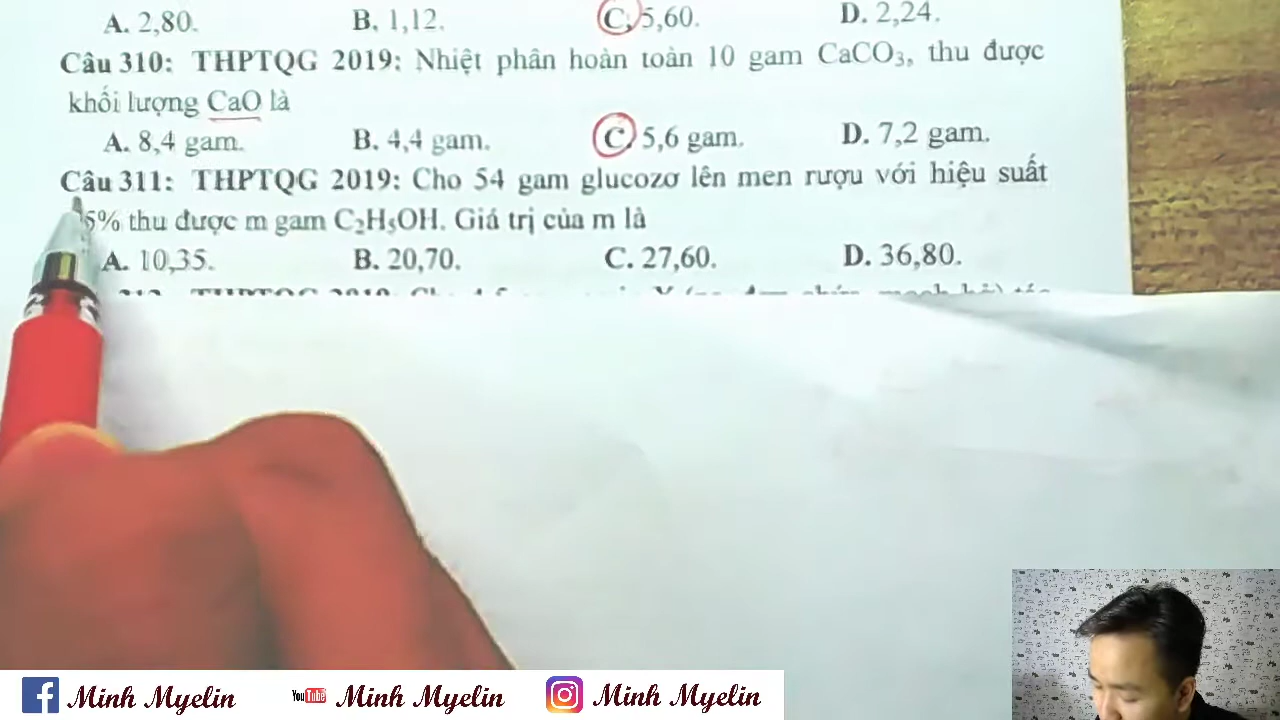 A. 2,80. B. 1,12. C. 5,60. D. 2,24.
Câu 310: THPTQG 2019: Nhiệt phân hoàn toàn 10 gam CaCO₃, thu được
khối lượng CaO là
A. 8,4 gam. B. 4,4 gam. C. 5,6 gam. D. 7,2 gam.
Câu 311: THPTQG 2019: Cho 54 gam glucozơ lên men rượu với hiệu suất
5% thu được m gam C₂H₅OH. Giá trị của m là
A. 10,35. B. 20,70. C. 27,60. D. 36,80.
Minh Myelin YouTube Minh Myelin Minh Myelin